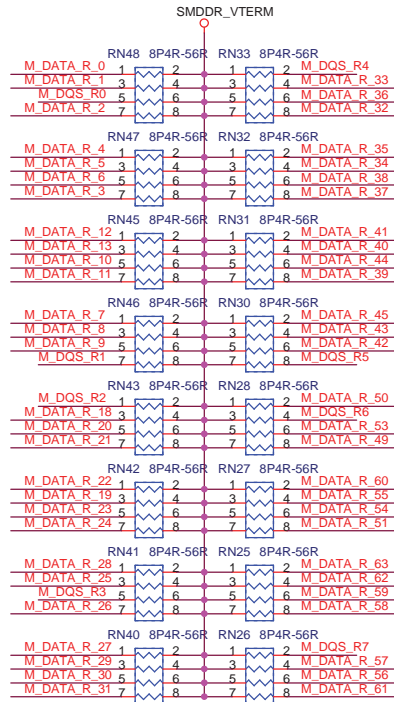 SMDDR_VTERM
RN48 8P4R-56R RN33 8P4R-56R
M_DATA_R_0 1 2 1 2 M_DQS_R4
M_DATA_R_1 3 4 3 4 M_DATA_R_33
M_DQS_R0 5 6 5 6 M_DATA_R_36
M_DATA_R_2 7 8 7 8 M_DATA_R_32
RN47 8P4R-56R RN32 8P4R-56R
M_DATA_R_4 1 2 1 2 M_DATA_R_35
M_DATA_R_5 3 4 3 4 M_DATA_R_34
M_DATA_R_6 5 6 5 6 M_DATA_R_38
M_DATA_R_3 7 8 7 8 M_DATA_R_37
RN45 8P4R-56R RN31 8P4R-56R
M_DATA_R_12 1 2 1 2 M_DATA_R_41
M_DATA_R_13 3 4 3 4 M_DATA_R_40
M_DATA_R_10 5 6 5 6 M_DATA_R_44
M_DATA_R_11 7 8 7 8 M_DATA_R_39
RN46 8P4R-56R RN30 8P4R-56R
M_DATA_R_7 1 2 1 2 M_DATA_R_45
M_DATA_R_8 3 4 3 4 M_DATA_R_43
M_DATA_R_9 5 6 5 6 M_DATA_R_42
M_DQS_R1 7 8 7 8 M_DQS_R5
RN43 8P4R-56R RN28 8P4R-56R
M_DQS_R2 1 2 1 2 M_DATA_R_50
M_DATA_R_18 3 4 3 4 M_DQS_R6
M_DATA_R_20 5 6 5 6 M_DATA_R_53
M_DATA_R_21 7 8 7 8 M_DATA_R_49
RN42 8P4R-56R RN27 8P4R-56R
M_DATA_R_22 1 2 1 2 M_DATA_R_60
M_DATA_R_19 3 4 3 4 M_DATA_R_55
M_DATA_R_23 5 6 5 6 M_DATA_R_54
M_DATA_R_24 7 8 7 8 M_DATA_R_51
RN41 8P4R-56R RN25 8P4R-56R
M_DATA_R_28 1 2 1 2 M_DATA_R_63
M_DATA_R_25 3 4 3 4 M_DATA_R_62
M_DQS_R3 5 6 5 6 M_DATA_R_59
M_DATA_R_26 7 8 7 8 M_DATA_R_58
RN40 8P4R-56R RN26 8P4R-56R
M_DATA_R_27 1 2 1 2 M_DQS_R7
M_DATA_R_29 3 4 3 4 M_DATA_R_57
M_DATA_R_30 5 6 5 6 M_DATA_R_56
M_DATA_R_31 7 8 7 8 M_DATA_R_61